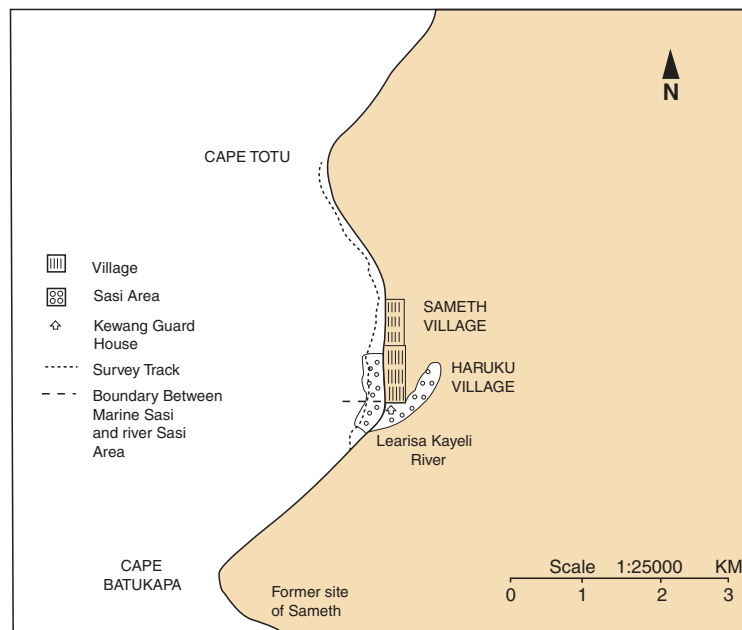 N
CAPE TOTU
Village
Sasi Area
Kewang Guard
House
Survey Track
Boundary Between
Marine Sasi
and river Sasi
Area
SAMETH
VILLAGE
HARUKU
VILLAGE
Learisa Kayeli
River
CAPE
BATUKAPA
Former site
of Sameth
Scale 1:25000 KM
0 1 2 3